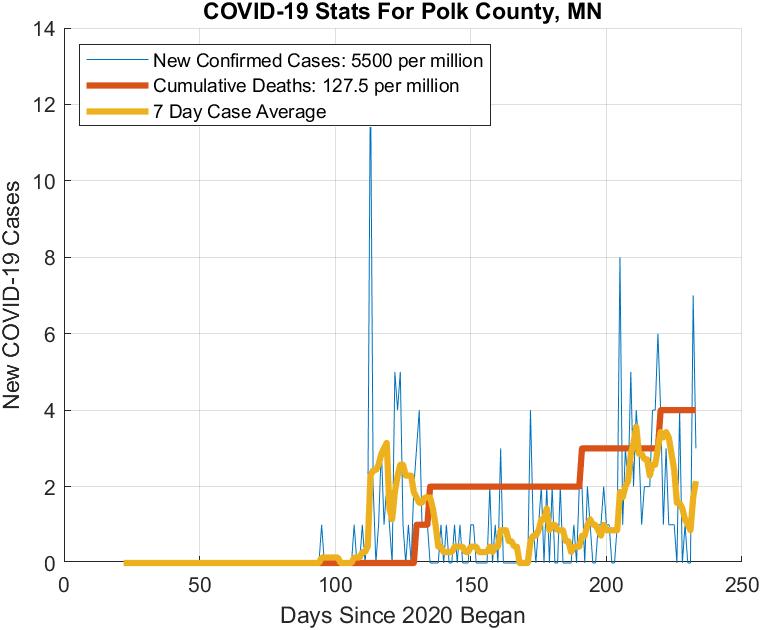 COVID-19 Stats For Polk County, MN
14
New Confirmed Cases: 5500 per million
Cumulative Deaths: 127.5 per million
7 Day Case Average
12
10
8
6
4
2
0
New COVID-19 Cases
0 50 100 150 200 250
Days Since 2020 Began